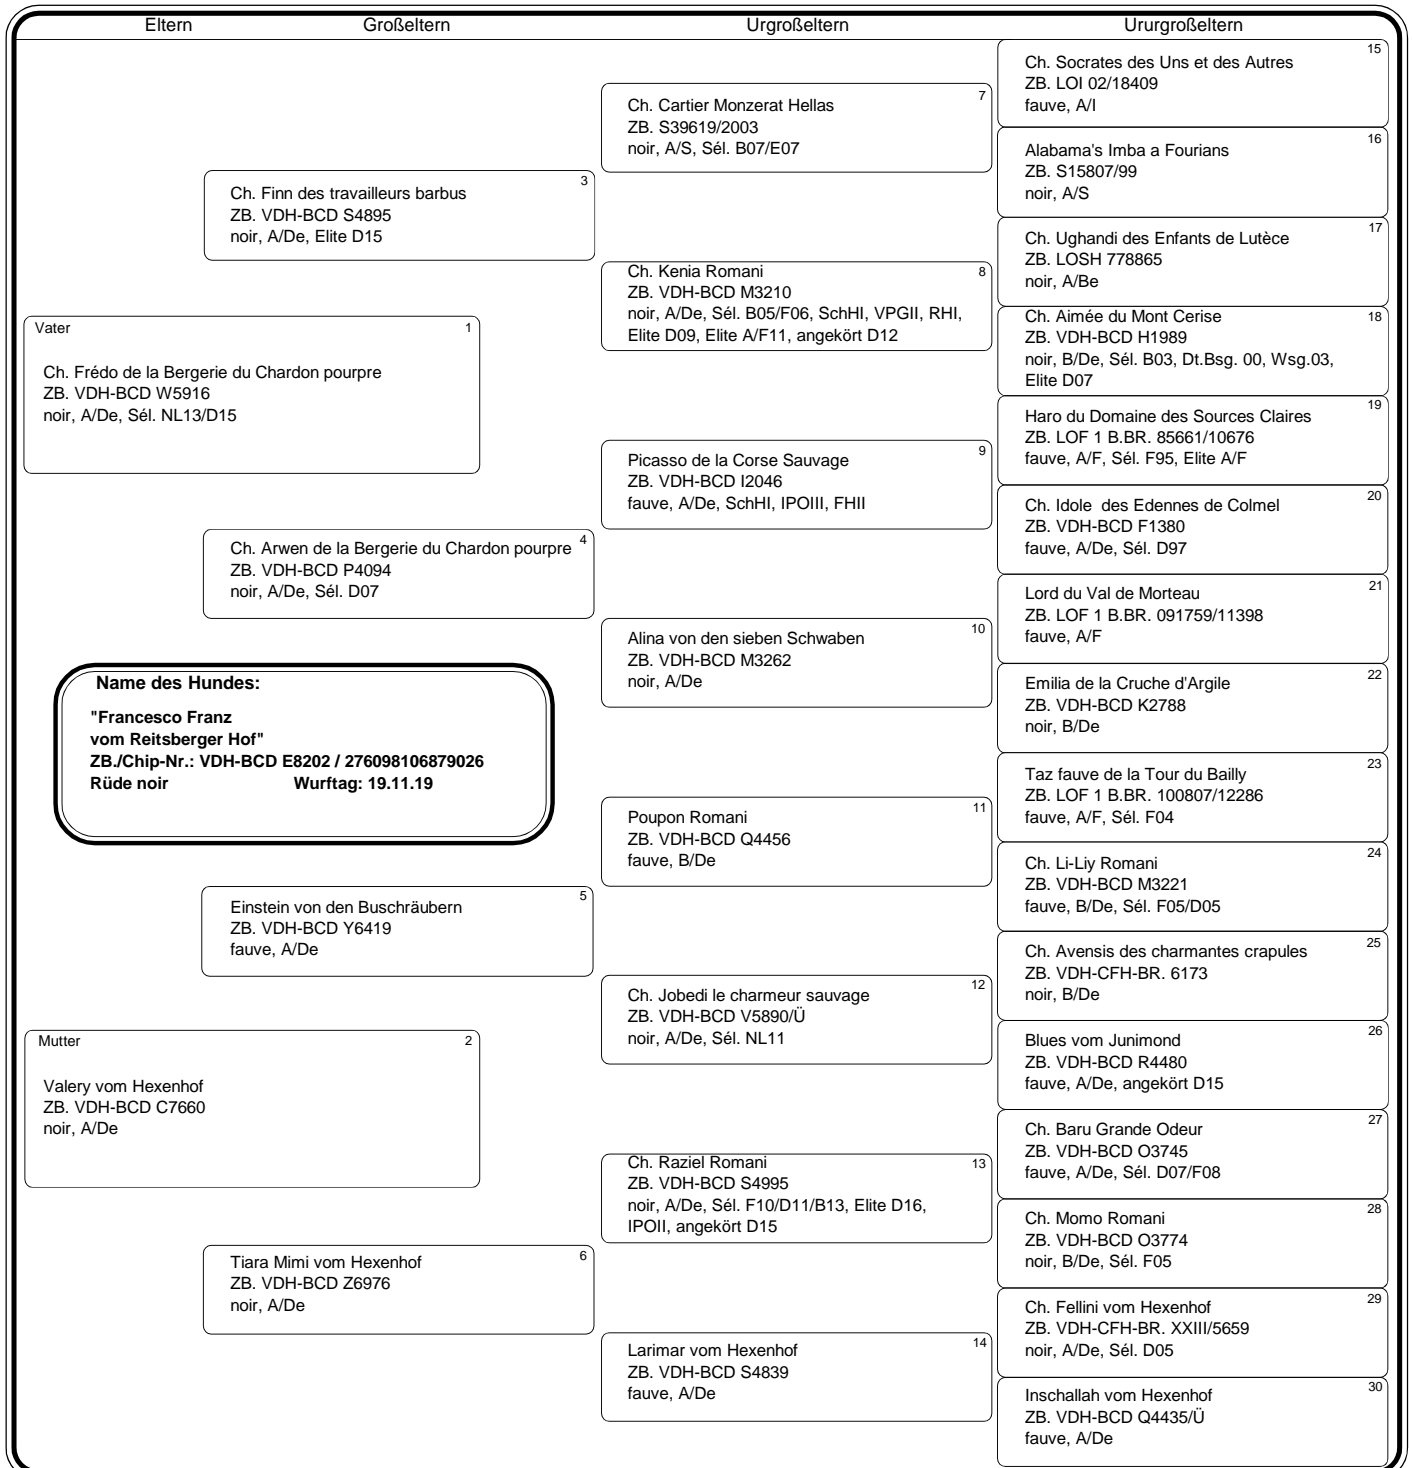 Eltern
Großeltern
Urgroßeltern
Ururgroßeltern
Vater 1
Ch. Frédo de la Bergerie du Chardon pourpre
ZB. VDH-BCD W5916
noir, A/De, Sél. NL13/D15
Name des Hundes:
"Francesco Franz
vom Reitsberger Hof"
ZB./Chip-Nr.: VDH-BCD E8202 / 276098106879026
Rüde noir Wurftag: 19.11.19
Mutter 2
Valery vom Hexenhof
ZB. VDH-BCD C7660
noir, A/De
3
Ch. Finn des travailleurs barbus
ZB. VDH-BCD S4895
noir, A/De, Elite D15
4
Ch. Arwen de la Bergerie du Chardon pourpre
ZB. VDH-BCD P4094
noir, A/De, Sél. D07
5
Einstein von den Buschräubern
ZB. VDH-BCD Y6419
fauve, A/De
6
Tiara Mimi vom Hexenhof
ZB. VDH-BCD Z6976
noir, A/De
7
Ch. Cartier Monzerat Hellas
ZB. S39619/2003
noir, A/S, Sél. B07/E07
8
Ch. Kenia Romani
ZB. VDH-BCD M3210
noir, A/De, Sél. B05/F06, SchHI, VPGII, RHI,
Elite D09, Elite A/F11, angekört D12
9
Picasso de la Corse Sauvage
ZB. VDH-BCD I2046
fauve, A/De, SchHI, IPOIII, FHII
10
Alina von den sieben Schwaben
ZB. VDH-BCD M3262
noir, A/De
11
Poupon Romani
ZB. VDH-BCD Q4456
fauve, B/De
12
Ch. Jobedi le charmeur sauvage
ZB. VDH-BCD V5890/Ü
noir, A/De, Sél. NL11
13
Ch. Raziel Romani
ZB. VDH-BCD S4995
noir, A/De, Sél. F10/D11/B13, Elite D16,
IPOII, angekört D15
14
Larimar vom Hexenhof
ZB. VDH-BCD S4839
fauve, A/De
15
Ch. Socrates des Uns et des Autres
ZB. LOI 02/18409
fauve, A/I
16
Alabama's Imba a Fourians
ZB. S15807/99
noir, A/S
17
Ch. Ughandi des Enfants de Lutèce
ZB. LOSH 778865
noir, A/Be
18
Ch. Aimée du Mont Cerise
ZB. VDH-BCD H1989
noir, B/De, Sél. B03, Dt.Bsg. 00, Wsg.03,
Elite D07
19
Haro du Domaine des Sources Claires
ZB. LOF 1 B.BR. 85661/10676
fauve, A/F, Sél. F95, Elite A/F
20
Ch. Idole des Edennes de Colmel
ZB. VDH-BCD F1380
fauve, A/De, Sél. D97
21
Lord du Val de Morteau
ZB. LOF 1 B.BR. 091759/11398
fauve, A/F
22
Emilia de la Cruche d'Argile
ZB. VDH-BCD K2788
noir, B/De
23
Taz fauve de la Tour du Bailly
ZB. LOF 1 B.BR. 100807/12286
fauve, A/F, Sél. F04
24
Ch. Li-Liy Romani
ZB. VDH-BCD M3221
fauve, B/De, Sél. F05/D05
25
Ch. Avensis des charmantes crapules
ZB. VDH-CFH-BR. 6173
noir, B/De
26
Blues vom Junimond
ZB. VDH-BCD R4480
fauve, A/De, angekört D15
27
Ch. Baru Grande Odeur
ZB. VDH-BCD O3745
fauve, A/De, Sél. D07/F08
28
Ch. Momo Romani
ZB. VDH-BCD O3774
noir, B/De, Sél. F05
29
Ch. Fellini vom Hexenhof
ZB. VDH-CFH-BR. XXIII/5659
noir, A/De, Sél. D05
30
Inschallah vom Hexenhof
ZB. VDH-BCD Q4435/Ü
fauve, A/De